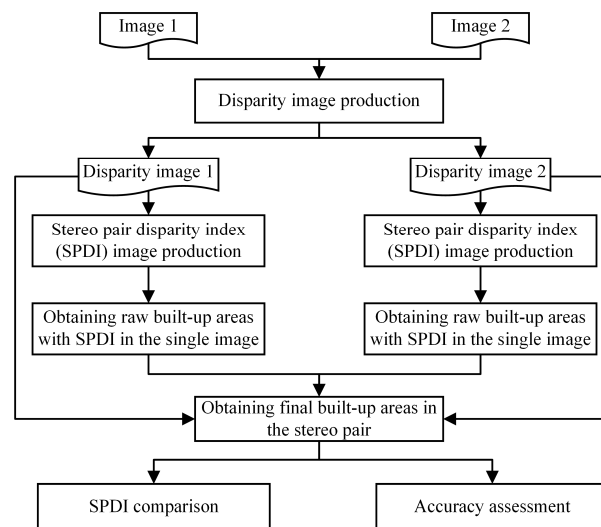 Image 1
Image 2
Disparity image production
Disparity image 1
Disparity image 2
Stereo pair disparity index
(SPDI) image production
Stereo pair disparity index
(SPDI) image production
Obtaining raw built-up areas
with SPDI in the single image
Obtaining raw built-up areas
with SPDI in the single image
Obtaining final built-up areas in
the stereo pair
SPDI comparison
Accuracy assessment